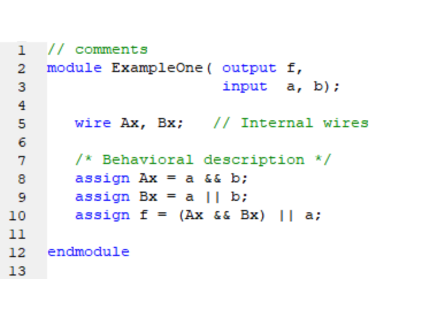 1 // comments
2 module ExampleOne( output f,
3 input a, b);
4
5 wire Ax, Bx; // Internal wires
6
7 /* Behavioral description */
8 assign Ax = a && b;
9 assign Bx = a || b;
10 assign f = (Ax && Bx) || a;
11
12 endmodule
13